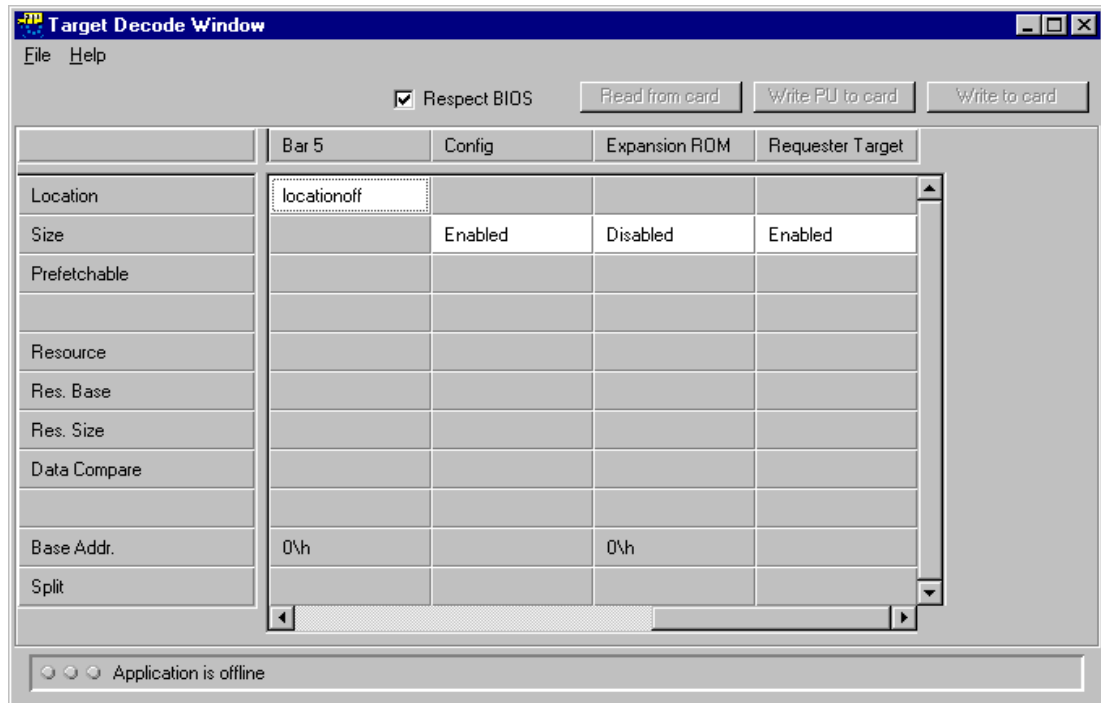 Target Decode Window
File Help
Respect BIOS Read from card Write PU to card Write to card
Bar 5 Config Expansion ROM Requester Target
Location locationoff
Size Enabled Disabled Enabled
Prefetchable
Resource
Res. Base
Res. Size
Data Compare
Base Addr. 0\h 0\h
Split
Application is offline